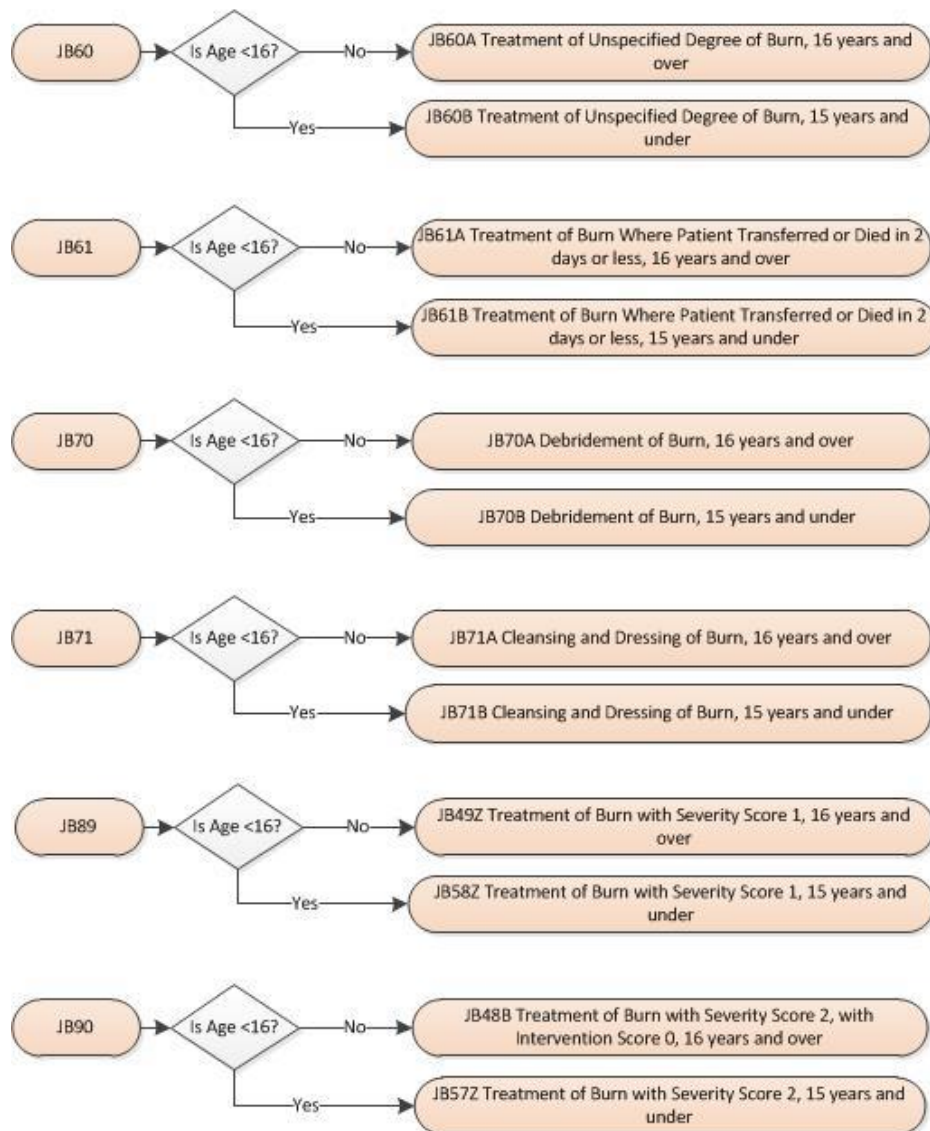 JB60
Is Age <16?
No
JB60A Treatment of Unspecified Degree of Burn, 16 years and
over
Yes
JB60B Treatment of Unspecified Degree of Burn, 15 years and
under
JB61
Is Age <16?
No
JB61A Treatment of Burn Where Patient Transferred or Died in 2
days or less, 16 years and over
Yes
JB61B Treatment of Burn Where Patient Transferred or Died in 2
days or less, 15 years and under
JB70
Is Age <16?
No
JB70A Debridement of Burn, 16 years and over
Yes
JB70B Debridement of Burn, 15 years and under
JB71
Is Age <16?
No
JB71A Cleansing and Dressing of Burn, 16 years and over
Yes
JB71B Cleansing and Dressing of Burn, 15 years and under
JB89
Is Age <16?
No
JB49Z Treatment of Burn with Severity Score 1, 16 years and
over
Yes
JB58Z Treatment of Burn with Severity Score 1, 15 years and
under
JB90
Is Age <16?
No
JB48B Treatment of Burn with Severity Score 2, with
Intervention Score 0, 16 years and over
Yes
JB57Z Treatment of Burn with Severity Score 2, 15 years and
under